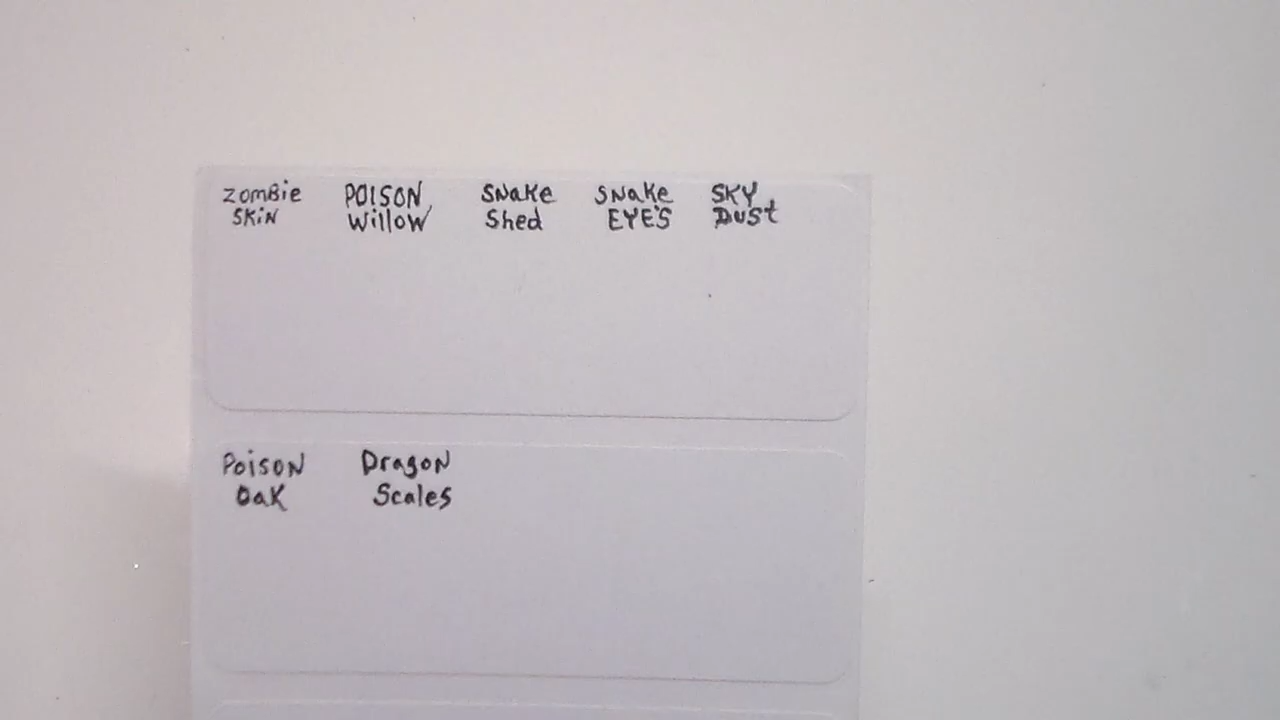 zomBie POISON SNaKe SNaKe SKY
SKiN Willow Shed EYE'S DuSt
PoisoN DragoN
OaK Scales